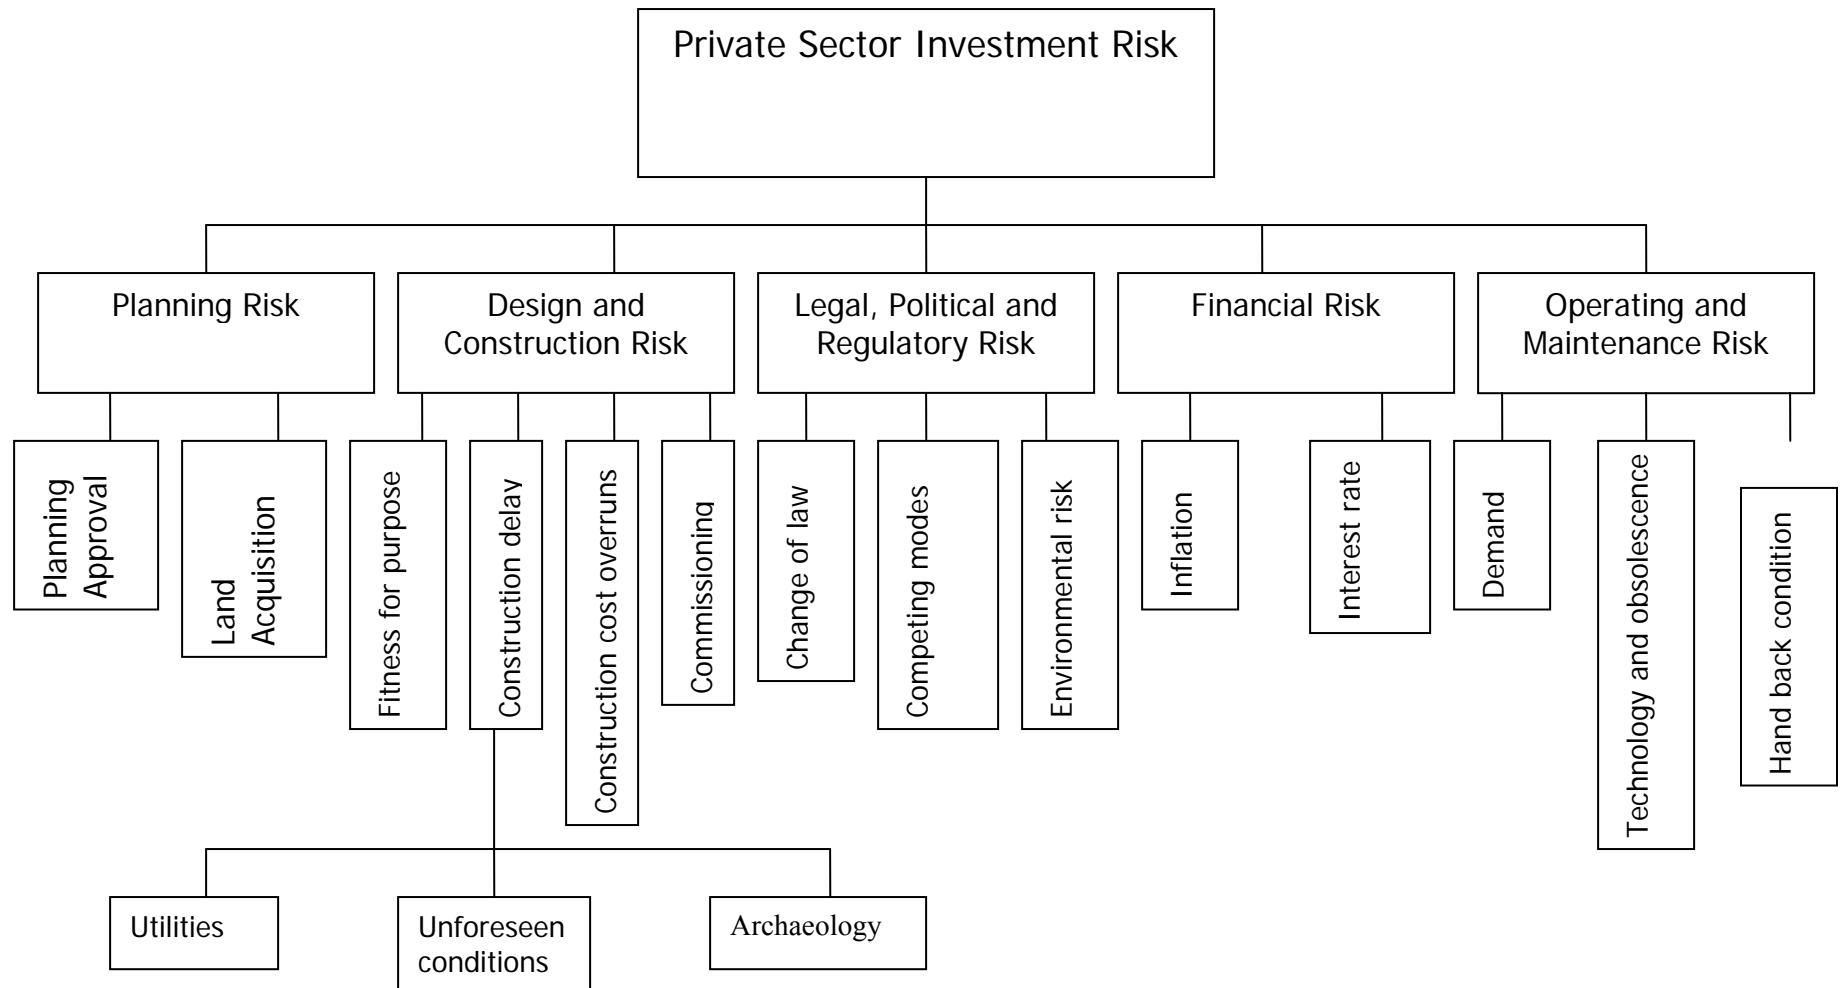 Private Sector Investment Risk
Planning Risk
Design and
Construction Risk
Legal, Political and
Regulatory Risk
Financial Risk
Operating and
Maintenance Risk
Planning
Approval
Land
Acquisition
Fitness for purpose
Construction delay
Construction cost overruns
Commissioning
Change of law
Competing modes
Environmental risk
Inflation
Interest rate
Demand
Technology and obsolescence
Hand back condition
Utilities
Unforeseen
conditions
Archaeology